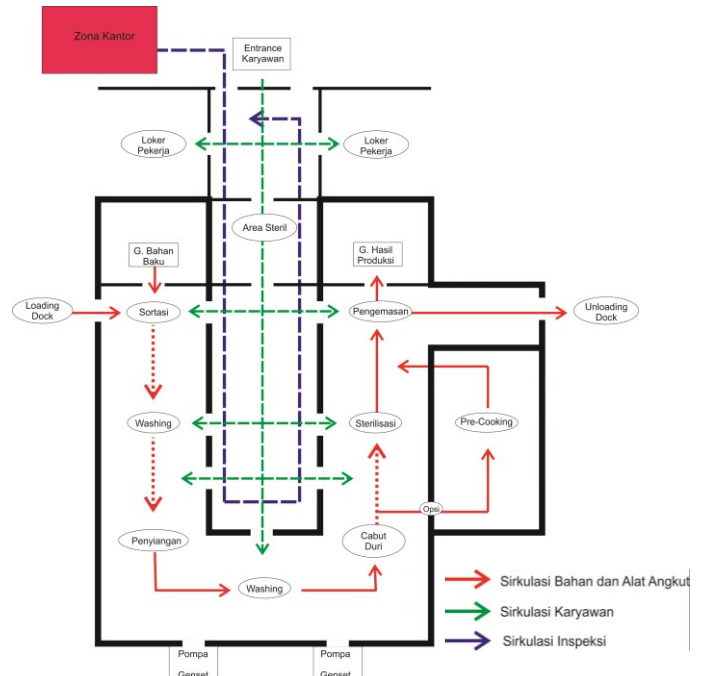 Zona Kantor
Entrance
Karyawan
Loker
Pekerja
Loker
Pekerja
Area Steril
G. Bahan
Baku
G. Hasil
Produksi
Loading
Dock
Sortasi
Pengemasan
Unloading
Dock
Washing
Sterilisasi
Pre-Cooking
Opsi
Penyiangan
Cabut
Duri
Washing
Sirkulasi Bahan dan Alat Angkut
Sirkulasi Karyawan
Sirkulasi Inspeksi
Pompa
Genset
Pompa
Genset